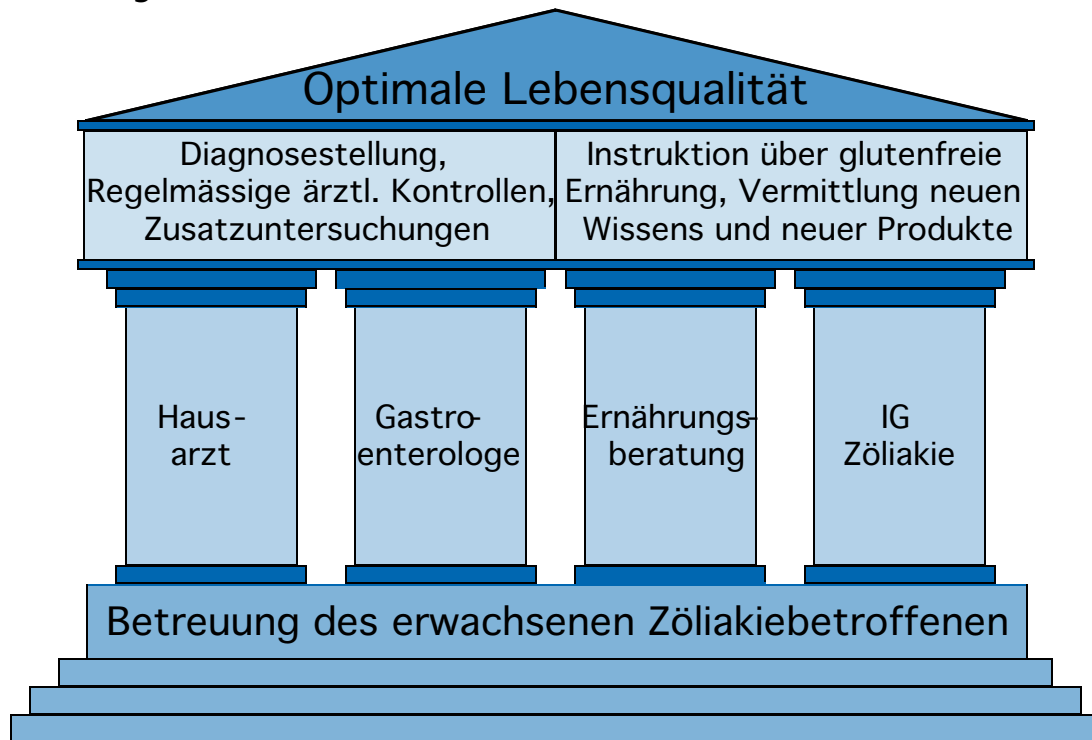 Optimale Lebensqualität
Diagnosestellung,
Regelmässige ärztl. Kontrollen,
Zusatzuntersuchungen
Instruktion über glutenfreie
Ernährung, Vermittlung neuen
Wissens und neuer Produkte
Haus-
arzt
Gastro-
enterologe
Ernährungs-
beratung
IG
Zöliakie
Betreuung des erwachsenen Zöliakiebetroffenen